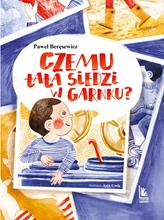 Paweł Beręsewicz
CZEMU
TATA SIEDZI
W GARNKU?